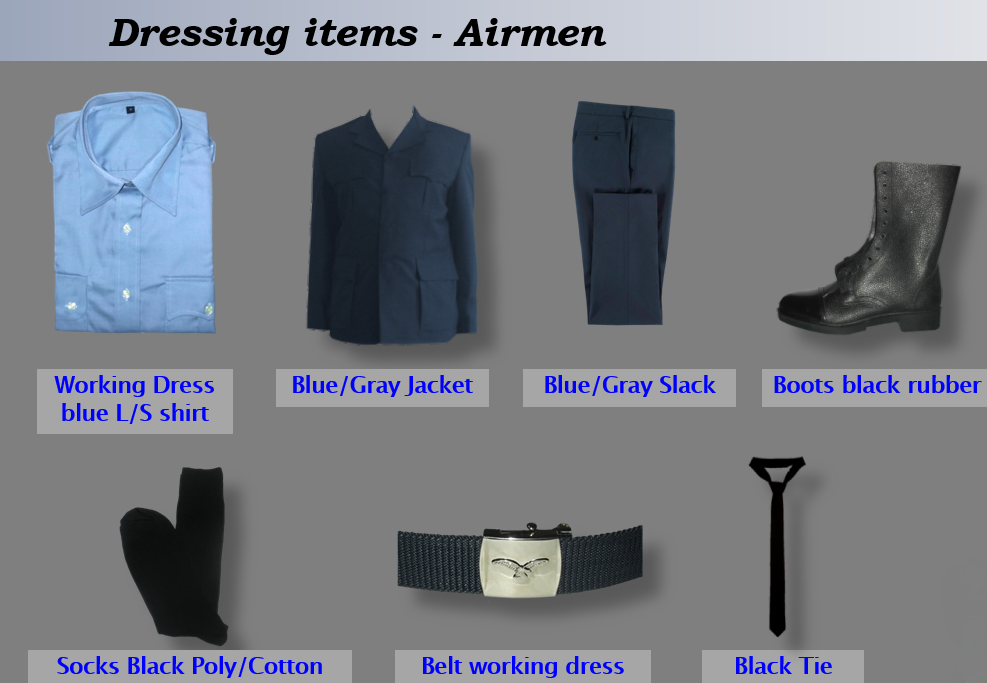 Dressing items - Airmen
Working Dress
blue L/S shirt
Blue/Gray Jacket
Blue/Gray Slack
Boots black rubber
Socks Black Poly/Cotton
Belt working dress
Black Tie